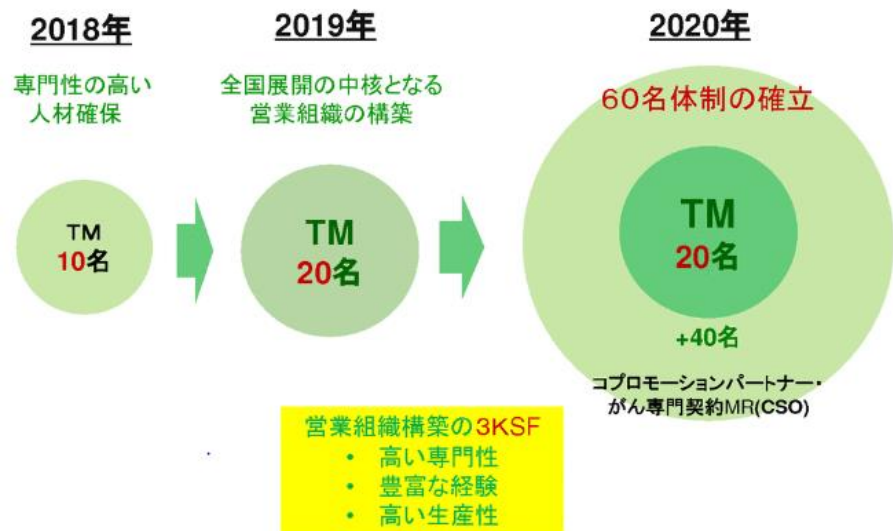 2018年
専門性の高い
人材確保
TM
10名
2019年
全国展開の中核となる
営業組織の構築
TM
20名
2020年
60名体制の確立
TM
20名
+40名
コプロモーションパートナー・
がん専門契約MR(CSO)
営業組織構築の3KSF
• 高い専門性
• 豊富な経験
• 高い生産性